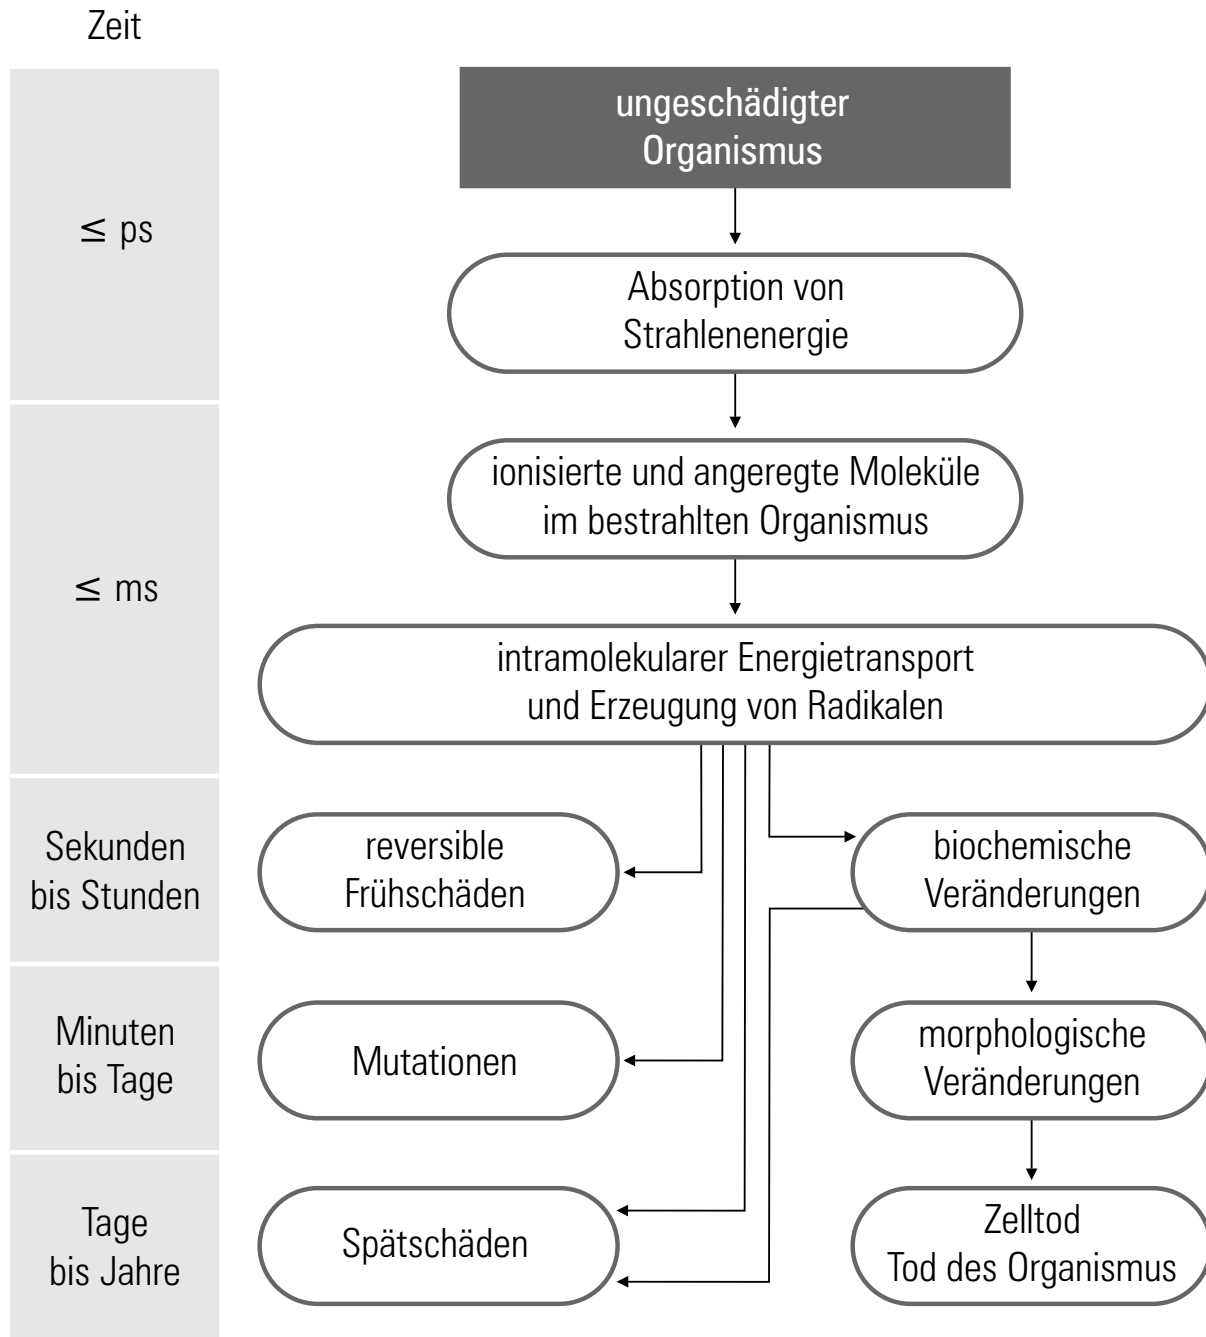 Zeit
≤ ps
ungeschädigter
Organismus
Absorption von
Strahlenenergie
≤ ms
ionisierte und angeregte Moleküle
im bestrahlten Organismus
intramolekularer Energietransport
und Erzeugung von Radikalen
Sekunden
bis Stunden
reversible
Frühschäden
biochemische
Veränderungen
Minuten
bis Tage
Mutationen
morphologische
Veränderungen
Tage
bis Jahre
Spätschäden
Zelltod
Tod des Organismus